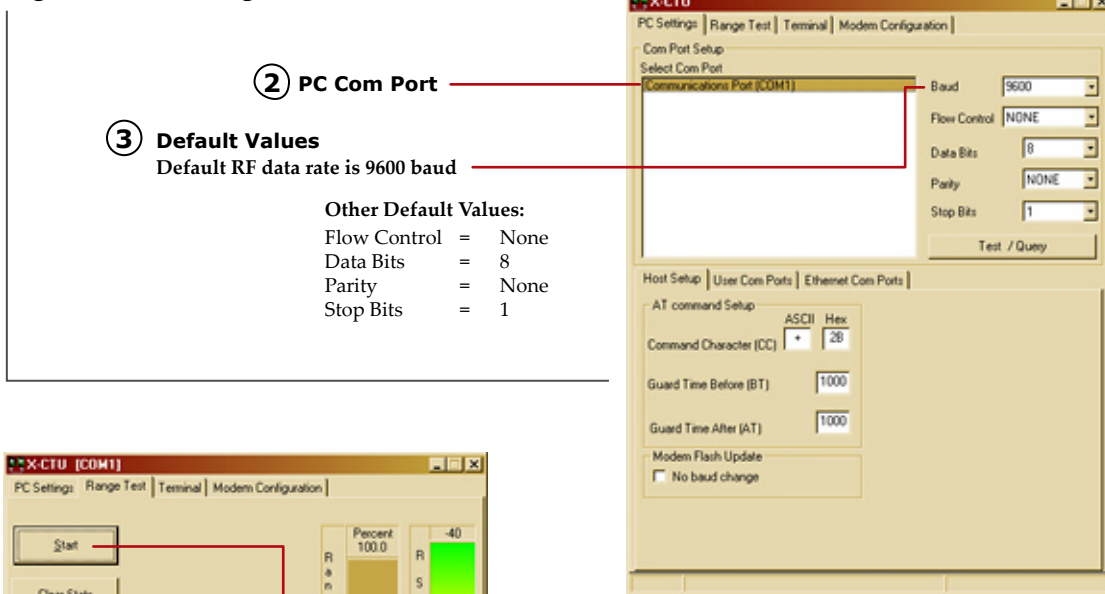 ② PC Com Port
③ Default Values
Default RF data rate is 9600 baud
Other Default Values:
Flow Control = None
Data Bits = 8
Parity = None
Stop Bits = 1
X-CTU
PC Settings Range Test Terminal Modem Configuration
Com Port Setup
Select Com Port
Communications Port (COM1)
Baud 9600
Flow Control NONE
Data Bits 8
Parity NONE
Stop Bits 1
Test / Query
Host Setup User Com Ports Ethernet Com Ports
AT command Setup
ASCII Hex
Command Character (CC) + 2B
Guard Time Before (BT) 1000
Guard Time After (AT) 1000
Modem Flash Update
No baud change
X-CTU [COM1]
PC Settings Range Test Terminal Modem Configuration
Start
Percent
100.0
-40
R
a
n
R
S